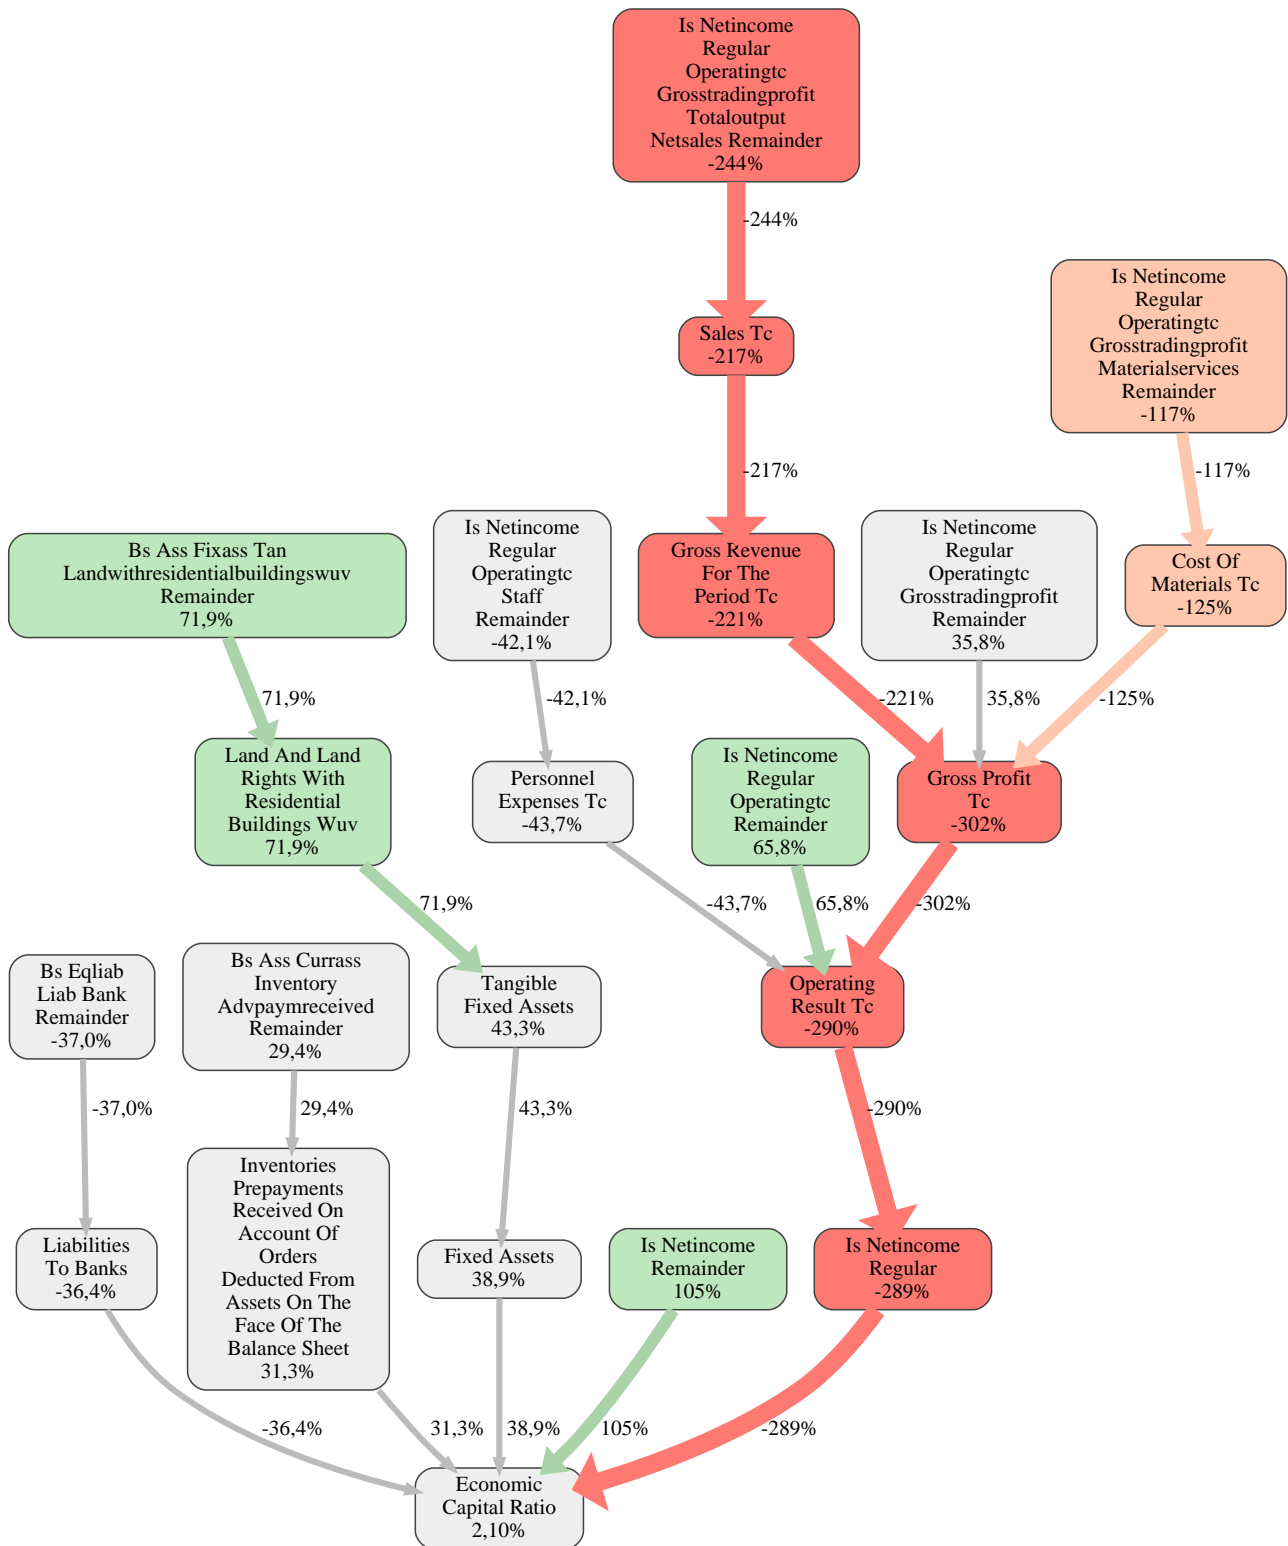 Is Netincome
Regular
Operatingtc
Grosstradingprofit
Totaloutput
Netsales Remainder
-244%
-244%
Is Netincome
Regular
Operatingtc
Grosstradingprofit
Materialservices
Remainder
-117%
Sales Tc
-217%
-217%
-117%
Bs Ass Fixass Tan
Landwithresidentialbuildingswuv
Remainder
71,9%
Is Netincome
Regular
Operatingtc
Staff
Remainder
-42,1%
Gross Revenue
For The
Period Tc
-221%
Is Netincome
Regular
Operatingtc
Grosstradingprofit
Remainder
35,8%
Cost Of
Materials Tc
-125%
71,9%
-42,1%
-221%
35,8%
-125%
Land And Land
Rights With
Residential
Buildings Wuv
71,9%
Personnel
Expenses Tc
-43,7%
Is Netincome
Regular
Operatingtc
Remainder
65,8%
Gross Profit
Tc
-302%
71,9%
-43,7%
65,8%
-302%
Bs Eqliab
Liab Bank
Remainder
-37,0%
Bs Ass Currass
Inventory
Advpaymreceived
Remainder
29,4%
Tangible
Fixed Assets
43,3%
Operating
Result Tc
-290%
-37,0%
29,4%
43,3%
-290%
Liabilities
To Banks
-36,4%
Inventories
Prepayments
Received On
Account Of
Orders
Deducted From
Assets On The
Face Of The
Balance Sheet
31,3%
Fixed Assets
38,9%
Is Netincome
Remainder
105%
Is Netincome
Regular
-289%
-36,4%
31,3%
38,9%
105%
-289%
Economic
Capital Ratio
2,10%